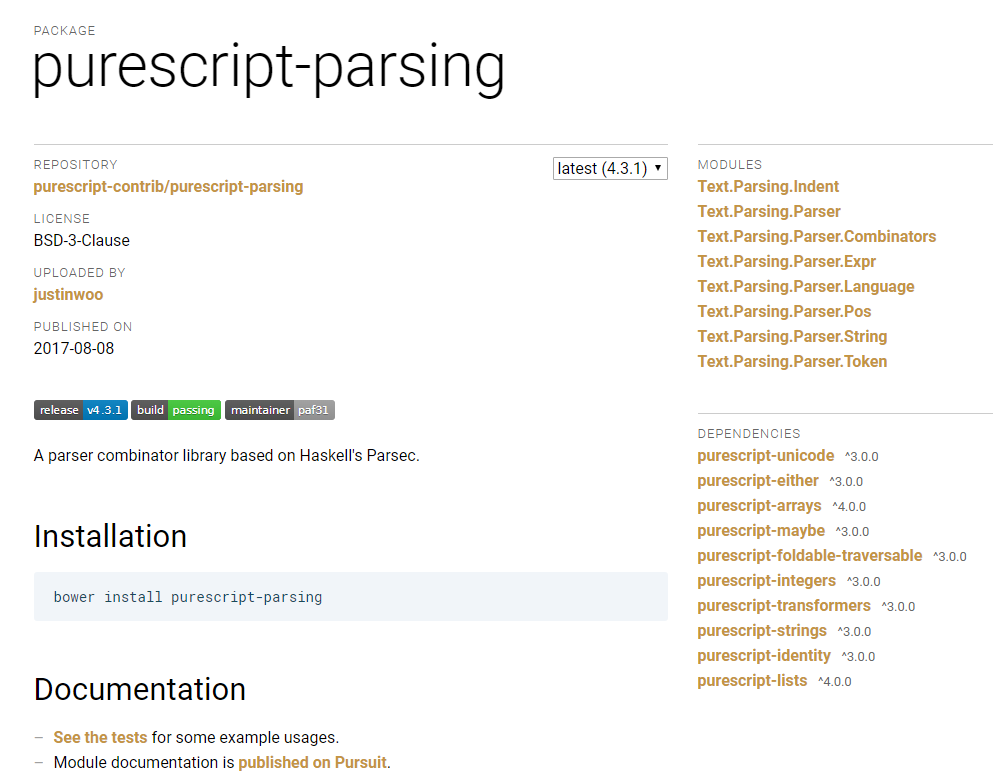 PACKAGE
purescript-parsing
REPOSITORY
purescript-contrib/purescript-parsing
latest (4.3.1)
LICENSE
BSD-3-Clause
UPLOADED BY
justinwoo
PUBLISHED ON
2017-08-08
release v4.3.1 build passing maintainer paf31
A parser combinator library based on Haskell's Parsec.
Installation
bower install purescript-parsing
Documentation
– See the tests for some example usages.
– Module documentation is published on Pursuit.
MODULES
Text.Parsing.Indent
Text.Parsing.Parser
Text.Parsing.Parser.Combinators
Text.Parsing.Parser.Expr
Text.Parsing.Parser.Language
Text.Parsing.Parser.Pos
Text.Parsing.Parser.String
Text.Parsing.Parser.Token
DEPENDENCIES
purescript-unicode ^3.0.0
purescript-either ^3.0.0
purescript-arrays ^4.0.0
purescript-maybe ^3.0.0
purescript-foldable-traversable ^3.0.0
purescript-integers ^3.0.0
purescript-transformers ^3.0.0
purescript-strings ^3.0.0
purescript-identity ^3.0.0
purescript-lists ^4.0.0